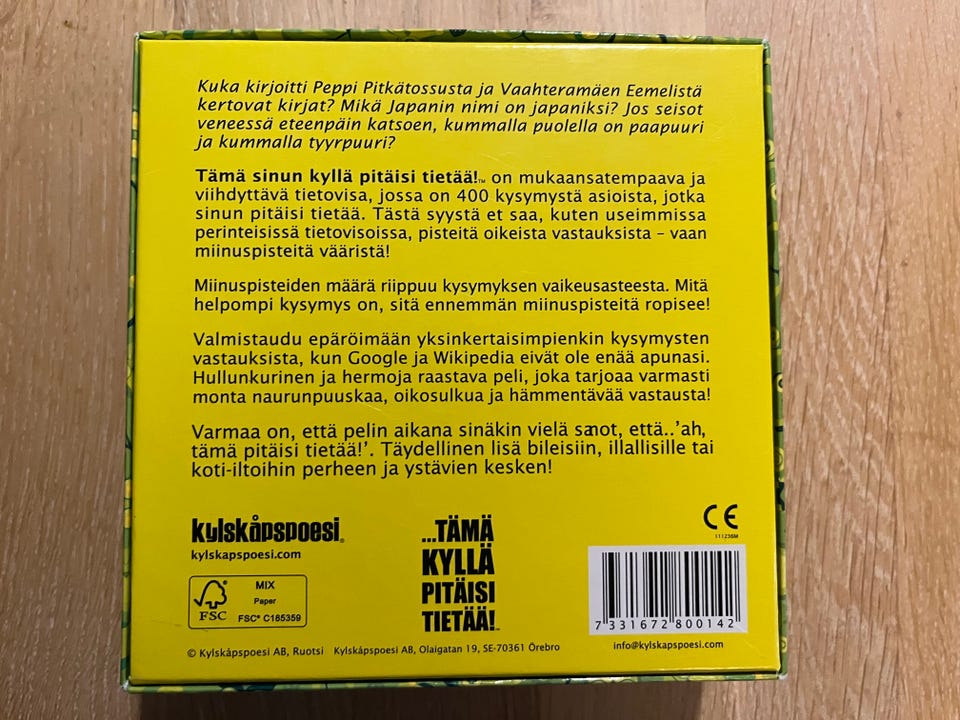 Kuka kirjoitti Peppi Pitkätossusta ja Vaahteramäen Eemelistä
kertovat kirjat? Mikä Japanin nimi on japaniksi? Jos seisot
veneessä eteenpäin katsoen, kummalla puolella on paapuuri
ja kummalla tyyrpuuri?
Tämä sinun kyllä pitäisi tietää!™ on mukaansatempaava ja
viihdyttävä tietovisa, jossa on 400 kysymystä asioista, jotka
sinun pitäisi tietää. Tästä syystä et saa, kuten useimmissa
perinteisissä tietovisoissa, pisteitä oikeista vastauksista – vaan
miinuspisteitä vääristä!
Miinuspisteiden määrä riippuu kysymyksen vaikeusasteesta. Mitä
helpompi kysymys on, sitä ennemmän miinuspisteitä ropisee!
Valmistaudu epäröimään yksinkertaisimpienkin kysymysten
vastauksista, kun Google ja Wikipedia eivät ole enää apunasi.
Hullunkurinen ja hermoja raastava peli, joka tarjoaa varmasti
monta naurunpuuskaa, oikosulkua ja hämmentävää vastausta!
Varmaa on, että pelin aikana sinäkin vielä sanot, että..’ah,
tämä pitäisi tietää!’. Täydellinen lisä bileisiin, illallisille tai
koti-iltoihin perheen ja ystävien kesken!
kylskåpspoesi®
kylskapspoesi.com
MIX
Paper
FSC
FSC® C185359
...TÄMÄ
KYLLÄ
PITÄISI
TIETÄÄ!™
CE
111236M
7 331672 800142
© Kylskåpspoesi AB, Ruotsi Kylskåpspoesi AB, Olaigatan 19, SE-70361 Örebro
info@kylskapspoesi.com